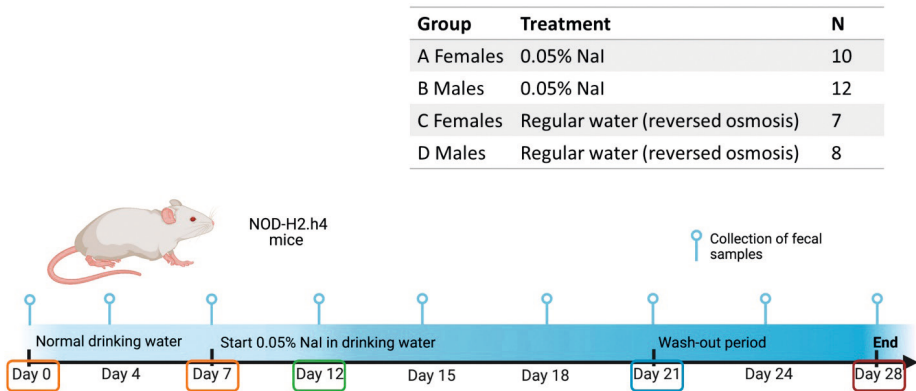 Group Treatment N
A Females 0.05% NaI 10
B Males 0.05% NaI 12
C Females Regular water (reversed osmosis) 7
D Males Regular water (reversed osmosis) 8
NOD-H2.h4
mice
Collection of fecal
samples
Normal drinking water Start 0.05% NaI in drinking water Wash-out period End
Day 0 Day 4 Day 7 Day 12 Day 15 Day 18 Day 21 Day 24 Day 28